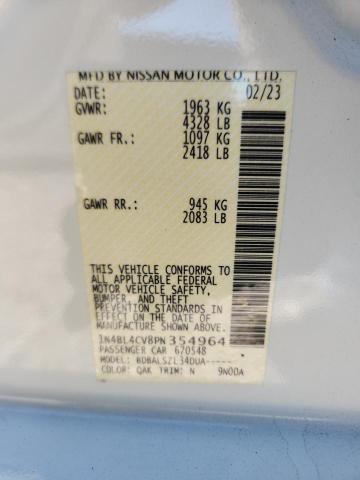 MFD BY NISSAN MOTOR CO., LTD.
DATE: 02/23
GVWR: 1963 KG
4328 LB
GAWR FR.: 1097 KG
2418 LB
GAWR RR.: 945 KG
2083 LB
THIS VEHICLE CONFORMS TO
ALL APPLICABLE FEDERAL
MOTOR VEHICLE SAFETY,
BUMPER, AND THEFT
PREVENTION STANDARDS IN
EFFECT ON THE DATE OF
MANUFACTURE SHOWN ABOVE.
1N4BL4CV8PN354964
PASSENGER CAR 670548
MODEL: BDBALSZL34DUA-----
COLOR: QAK TRIM: N 9N00A